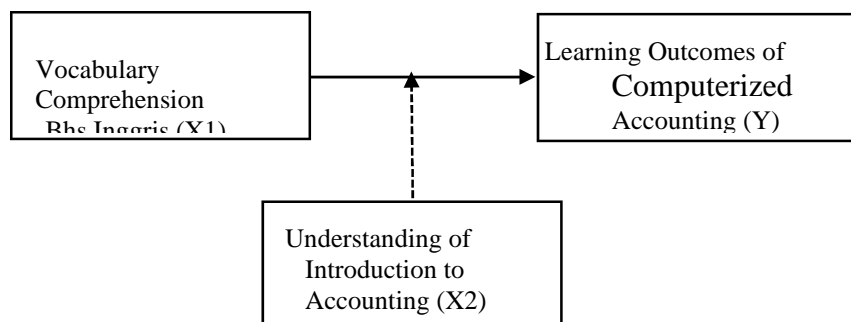 Vocabulary
Comprehension
Bhs Inggris (X1)
Learning Outcomes of
Computerized
Accounting (Y)
Understanding of
Introduction to
Accounting (X2)